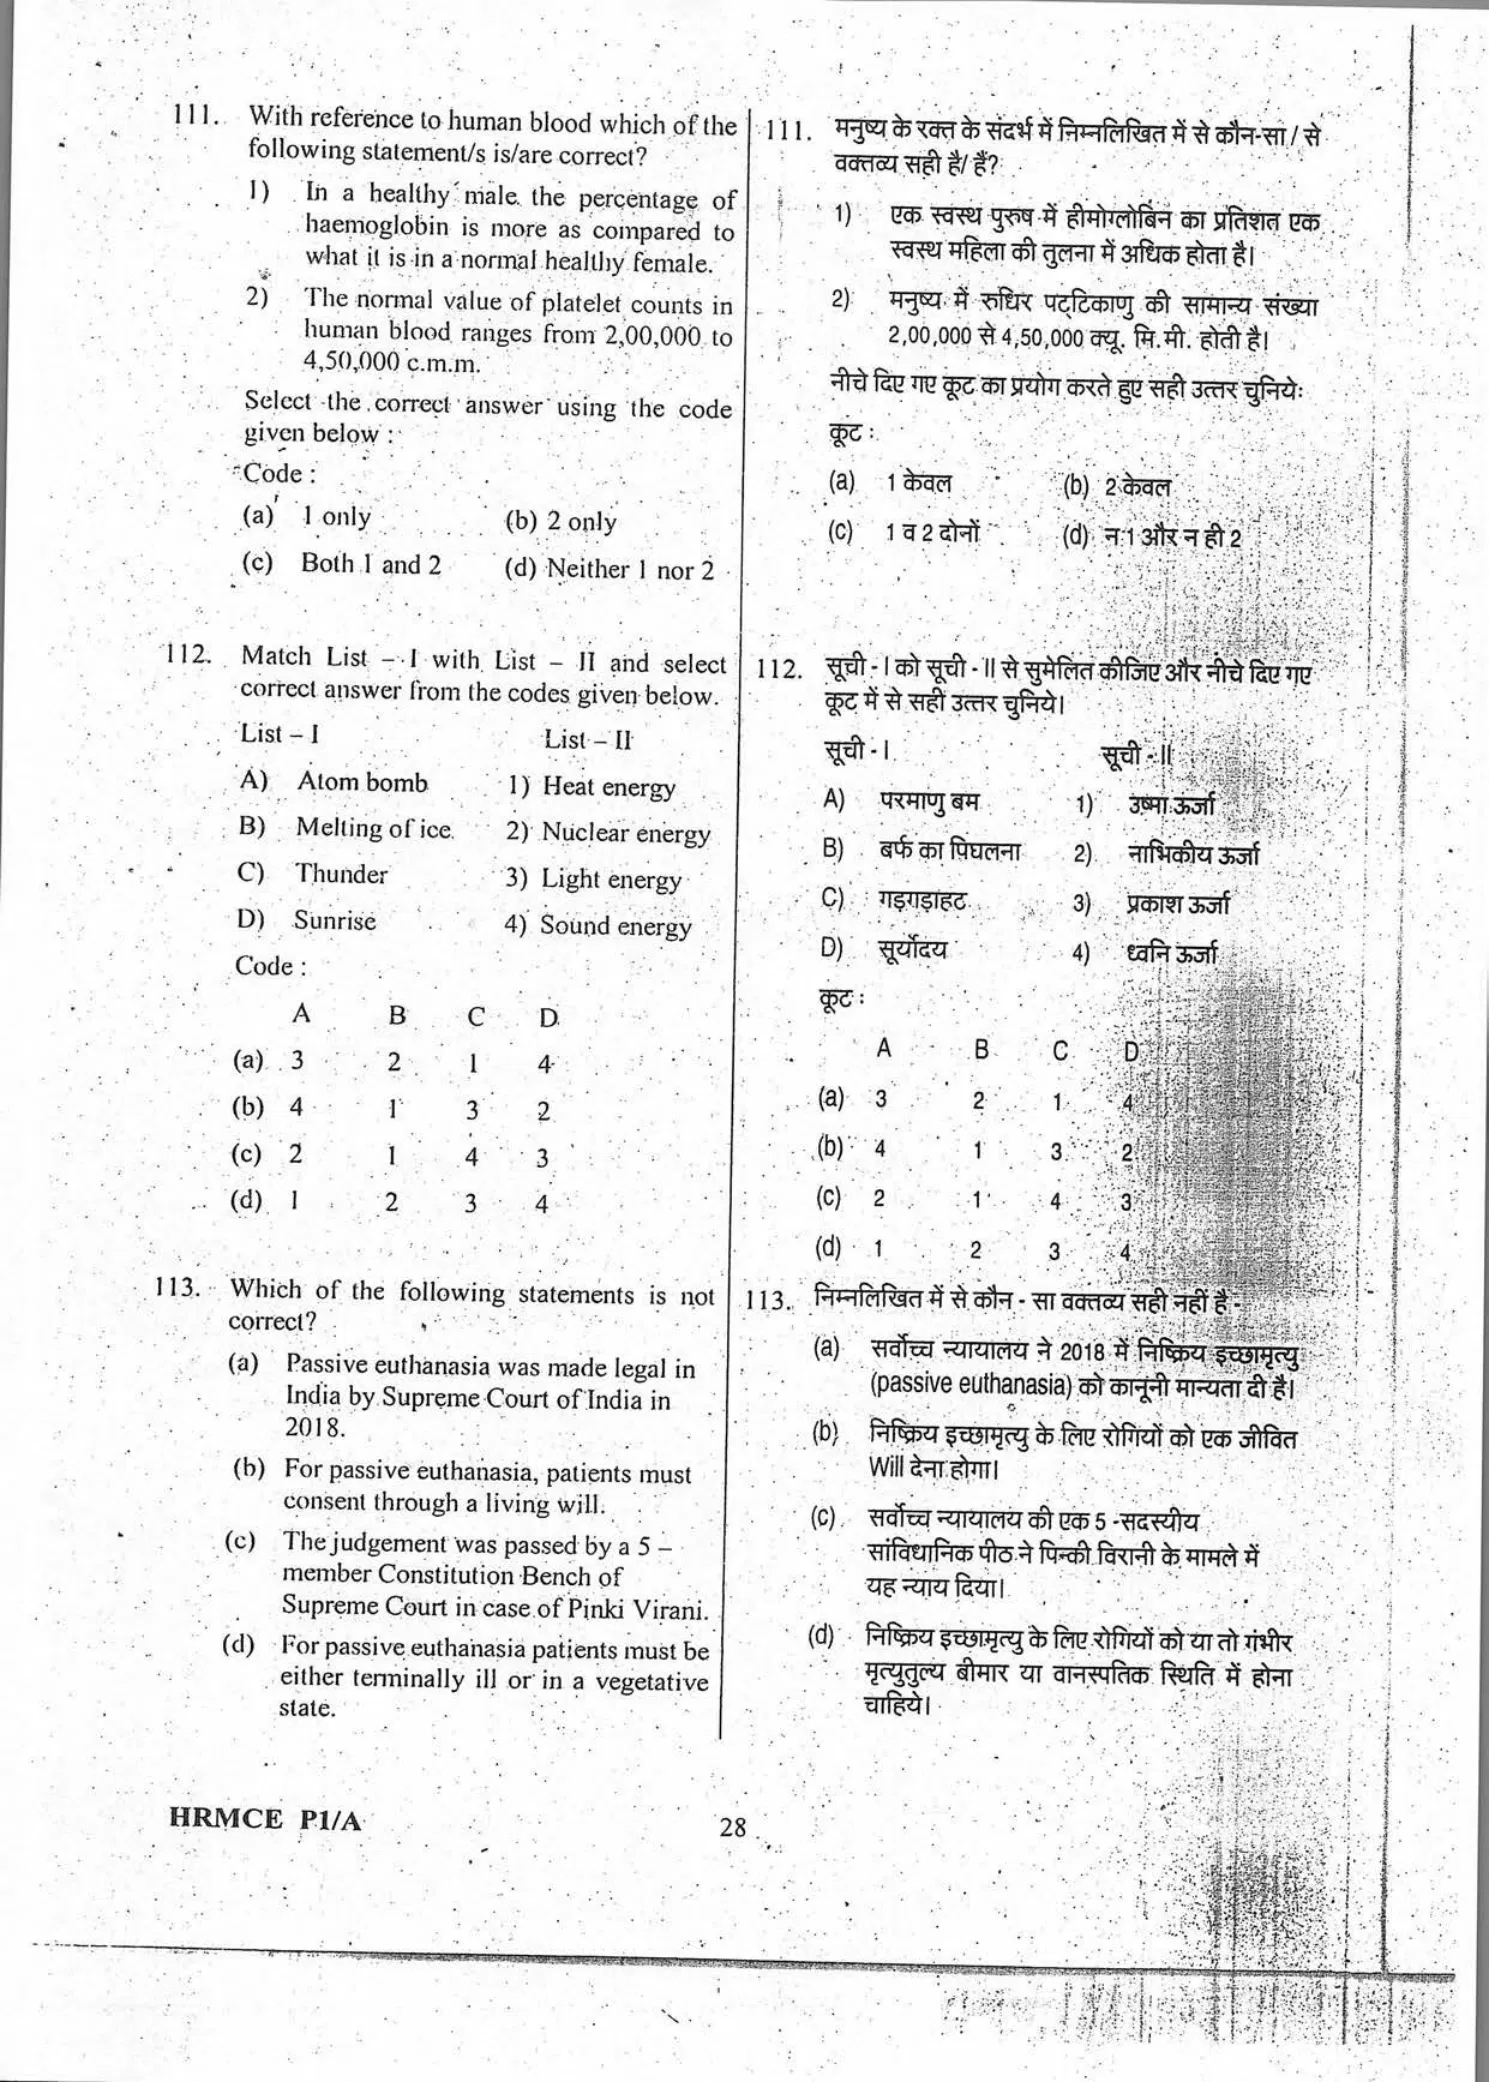 111. With reference to human blood which of the
following statement/s is/are correct?
1) In a healthy male the percentage of
haemoglobin is more as compared to
what it is in a normal healthy female.
2) The normal value of platelet counts in
human blood ranges from 2,00,000 to
4,50,000 c.m.m.
Select the correct answer using the code
given below :
Code :
(a) 1 only (b) 2 only
(c) Both 1 and 2 (d) Neither 1 nor 2
112. Match List – I with List – II and select
correct answer from the codes given below.
List – I List – II
A) Atom bomb 1) Heat energy
B) Melting of ice 2) Nuclear energy
C) Thunder 3) Light energy
D) Sunrise 4) Sound energy
Code :
A B C D
(a) 3 2 1 4
(b) 4 1 3 2
(c) 2 1 4 3
(d) 1 2 3 4
113. Which of the following statements is not
correct?
(a) Passive euthanasia was made legal in
India by Supreme Court of India in
2018.
(b) For passive euthanasia, patients must
consent through a living will.
(c) The judgement was passed by a 5 –
member Constitution Bench of
Supreme Court in case of Pinki Virani.
(d) For passive euthanasia patients must be
either terminally ill or in a vegetative
state.
111. मनुष्य के रक्त के संदर्भ में निम्नलिखित में से कौन-सा / से
वक्तव्य सही है/ हैं?
1) एक स्वस्थ पुरुष में हीमोग्लोबिन का प्रतिशत एक
स्वस्थ महिला की तुलना में अधिक होता है।
2) मनुष्य में रुधिर पट्टिकाणु की सामान्य संख्या
2,00,000 से 4,50,000 क्यू. मि.मी. होती है।
नीचे दिए गए कूट का प्रयोग करते हुए सही उत्तर चुनिये:
कूट :
(a) 1 केवल (b) 2 केवल
(c) 1 व 2 दोनों (d) न 1 और न ही 2
112. सूची - I को सूची - II से सुमेलित कीजिए और नीचे दिए गए
कूट में से सही उत्तर चुनिये।
सूची - I सूची - II
A) परमाणु बम 1) उष्मा ऊर्जा
B) बर्फ का पिघलना 2) नाभिकीय ऊर्जा
C) गड़गड़ाहट 3) प्रकाश ऊर्जा
D) सूर्योदय 4) ध्वनि ऊर्जा
कूट :
A B C D
(a) 3 2 1 4
(b) 4 1 3 2
(c) 2 1 4 3
(d) 1 2 3 4
113. निम्नलिखित में से कौन - सा वक्तव्य सही नहीं है -
(a) सर्वोच्च न्यायालय ने 2018 में निष्क्रिय इच्छामृत्यु
(passive euthanasia) को कानूनी मान्यता दी है।
(b) निष्क्रिय इच्छामृत्यु के लिए रोगियों को एक जीवित
Will देना होगा।
(c) सर्वोच्च न्यायालय की एक 5 -सदस्यीय
सांविधानिक पीठ ने पिन्की विरानी के मामले में
यह न्याय दिया।
(d) निष्क्रिय इच्छामृत्यु के लिए रोगियों को या तो गंभीर
मृत्युतुल्य बीमार या वानस्पतिक स्थिति में होना
चाहिये।
HRMCE P1/A
28